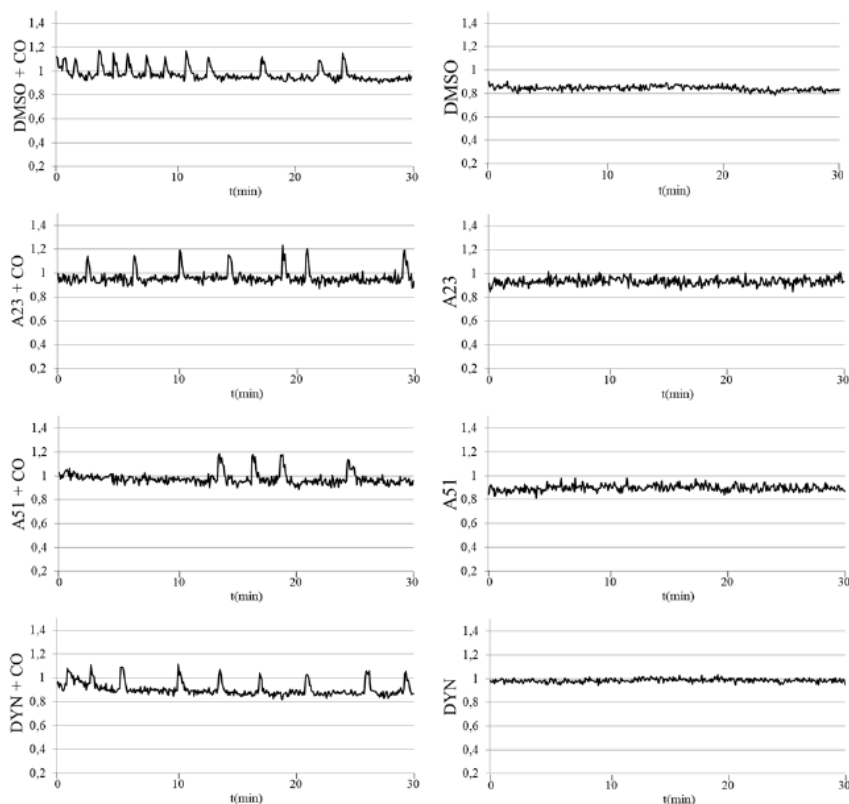 DMSO + CO
1,4
1,2
1
0,8
0,6
0,4
0,2
0 10 20 30
t(min)
DMSO
1,4
1,2
1
0,8
0,6
0,4
0,2
0 10 20 30
t(min)
A23 + CO
1,4
1,2
1
0,8
0,6
0,4
0,2
0 10 20 30
t(min)
A23
1,4
1,2
1
0,8
0,6
0,4
0,2
0 10 20 30
t(min)
A51 + CO
1,4
1,2
1
0,8
0,6
0,4
0,2
0 10 20 30
t(min)
A51
1,4
1,2
1
0,8
0,6
0,4
0,2
0 10 20 30
t(min)
DYN + CO
1,4
1,2
1
0,8
0,6
0,4
0,2
0 10 20 30
t(min)
DYN
1,4
1,2
1
0,8
0,6
0,4
0,2
0 10 20 30
t(min)